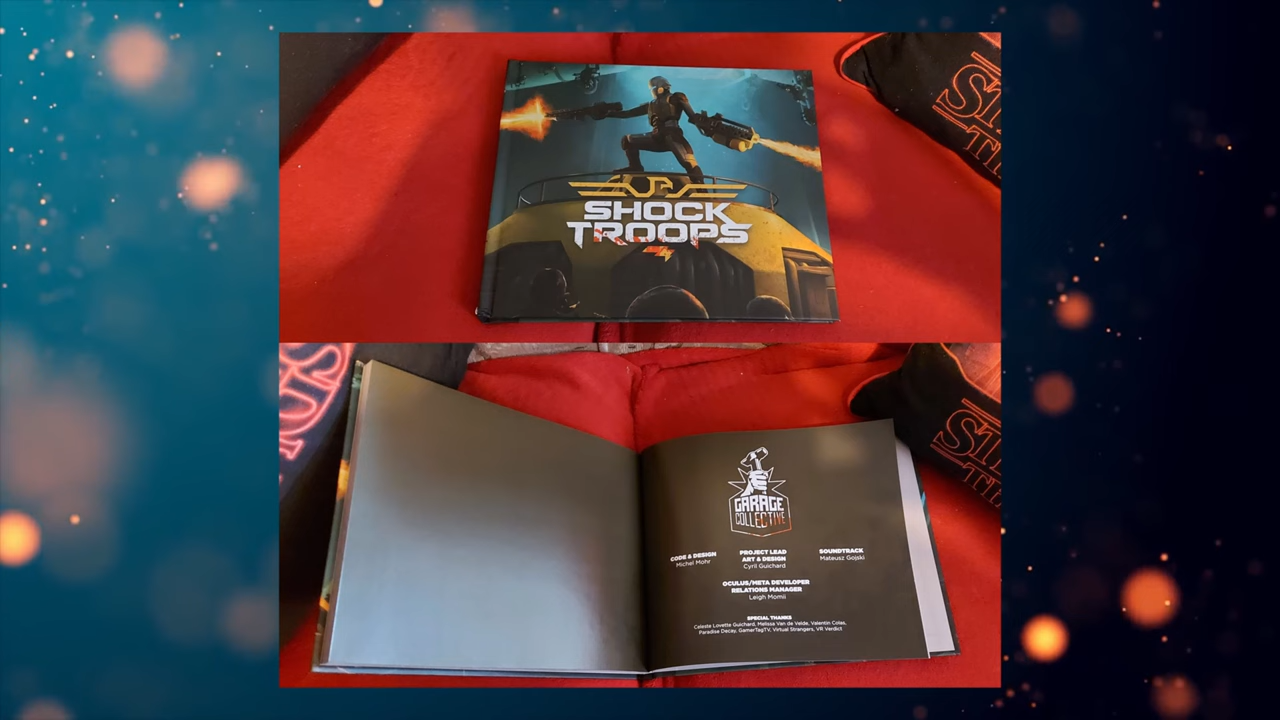 SHOCK
TROOPS
GARAGE
COLLECTIVE
CODE & DESIGN
Michel Mohr
PROJECT LEAD
ART & DESIGN
Cyril Guichard
SOUNDTRACK
Mateusz Gojski
OCULUS/META DEVELOPER
RELATIONS MANAGER
Leigh Momii
SPECIAL THANKS
Celeste Lovette Guichard, Melissa Van de Velde, Valentin Coles,
Paradise Decay, GamerTagTV, Virtual Strangers, VR Verdict